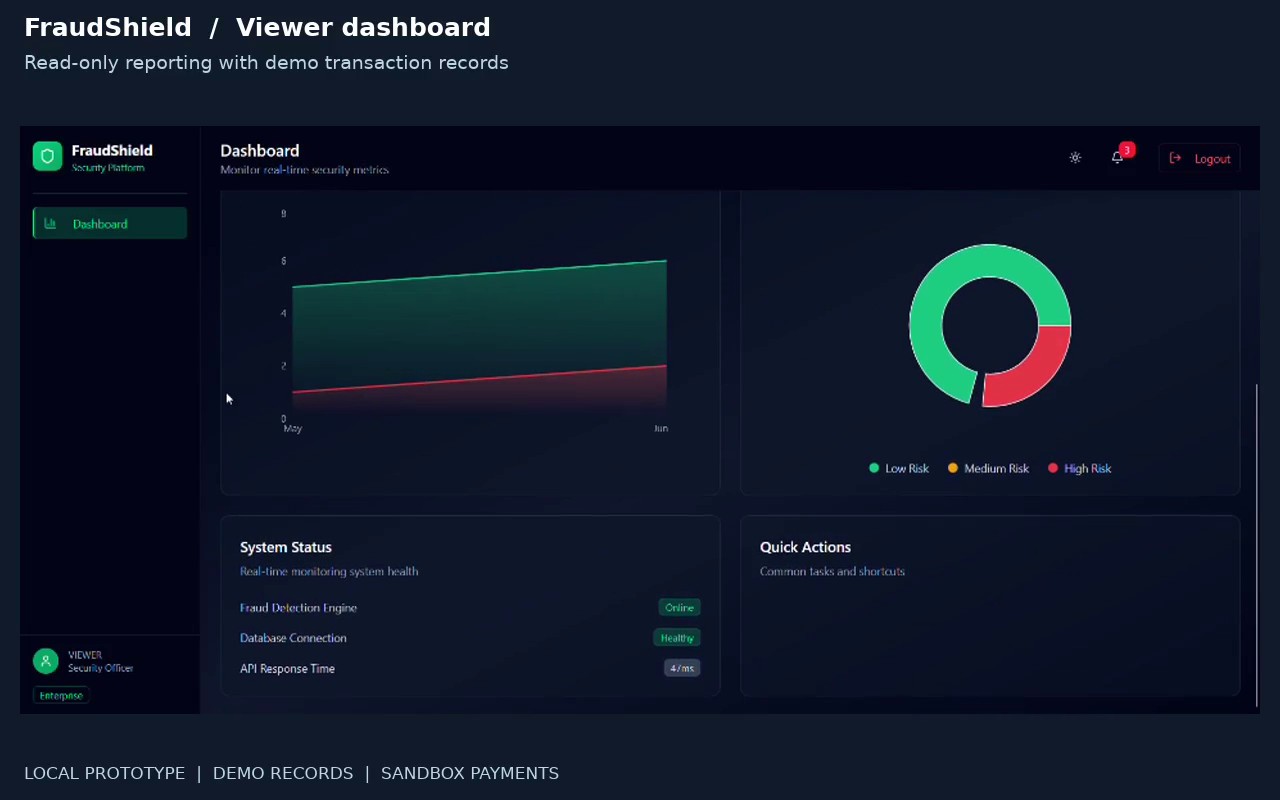 FraudShield / Viewer dashboard
Read-only reporting with demo transaction records
FraudShield
Security Platform
Dashboard
Dashboard
Monitor real-time security metrics
3
Logout
8
6
4
2
0
May
Jun
Low Risk
Medium Risk
High Risk
System Status
Real-time monitoring system health
Fraud Detection Engine
Online
Database Connection
Healthy
API Response Time
Quick Actions
Common tasks and shortcuts
VIEWER
Security Officer
Enterprise
LOCAL PROTOTYPE | DEMO RECORDS | SANDBOX PAYMENTS